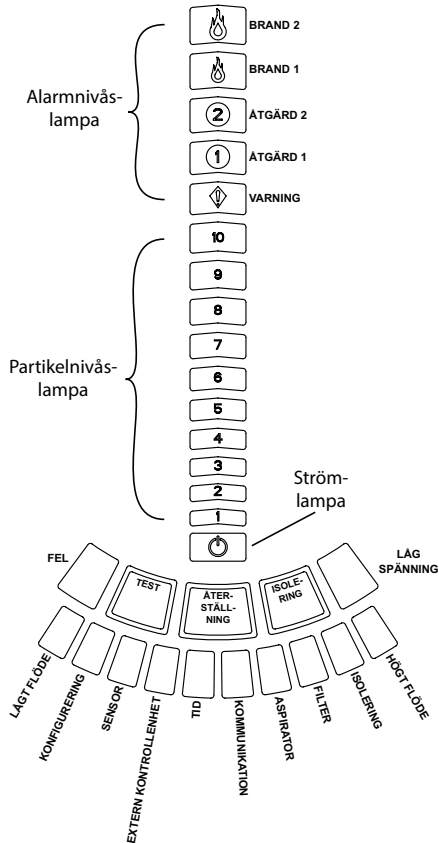 BRAND 2
BRAND 1
Alarmnivås-
lampa
2
ÅTGÄRD 2
1
ÅTGÄRD 1
VARNING
10
9
8
7
Partikelnivås-
lampa
6
5
4
3
2
1
Ström-
lampa
FEL
LÅG
SPÄNNING
TEST
ÅTER-
STÄLL-
NING
ISOLE-
RING
LÅGT FLÖDE
KONFIGURERING
SENSOR
EXTERN KONTROLLENHET
TID
KOMMUNIKATION
ASPIRATOR
FILTER
ISOLERING
HÖGT FLÖDE